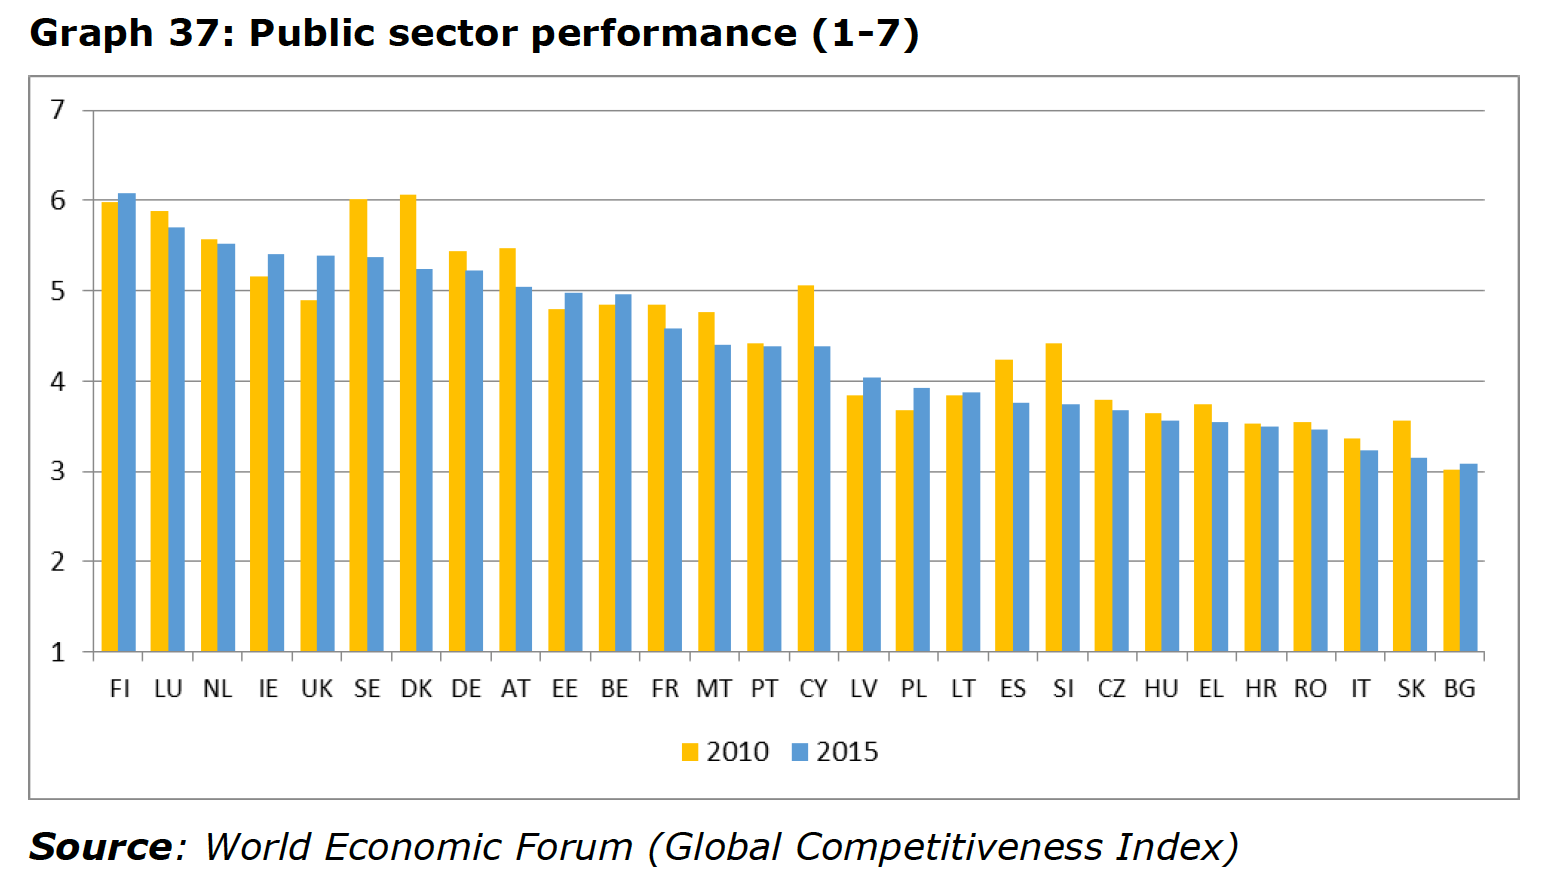 Graph 37: Public sector performance (1-7)
7
6
5
4
3
2
1
FI LU NL IE UK SE DK DE AT EE BE FR MT PT CY LV PL LT ES SI CZ HU EL HR RO IT SK BG
2010 2015
Source: World Economic Forum (Global Competitiveness Index)